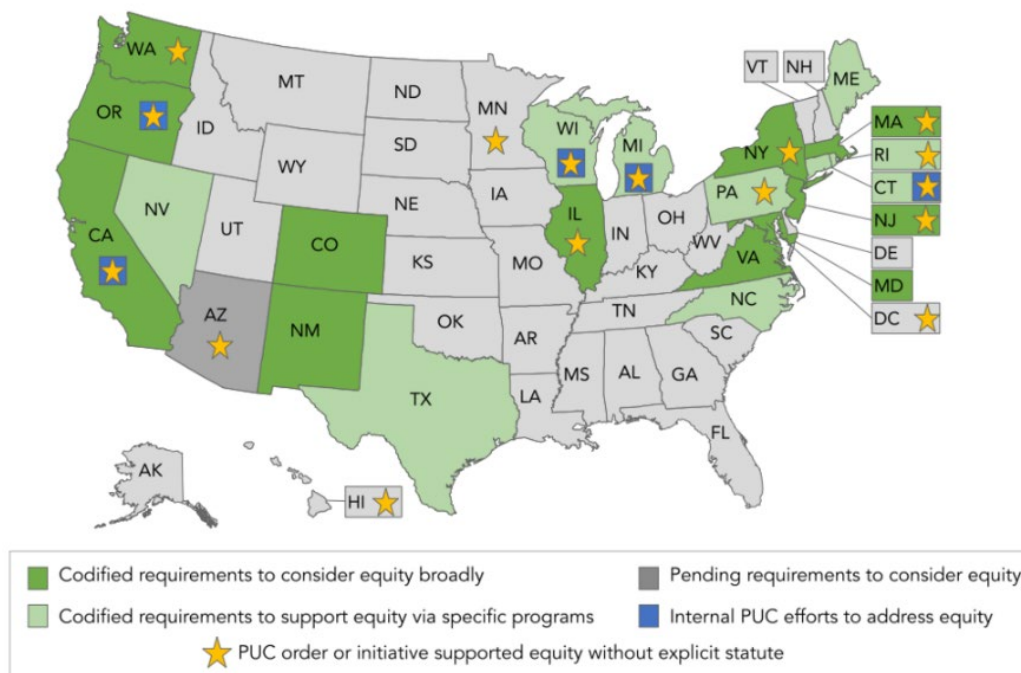 VT NH
WA
ME
MT
ND
MN
OR
MA
ID
WI
SD
MI
RI
NY
WY
CT
PA
IA
NJ
NE
NV
IL
OH
UT
IN
DE
CA
CO
WV
VA
KS
MO
KY
MD
NC
AZ
TN
DC
OK
NM
AR
SC
MS AL GA
TX
LA
FL
AK
HI
Codified requirements to consider equity broadly
Pending requirements to consider equity
Codified requirements to support equity via specific programs
Internal PUC efforts to address equity
PUC order or initiative supported equity without explicit statute